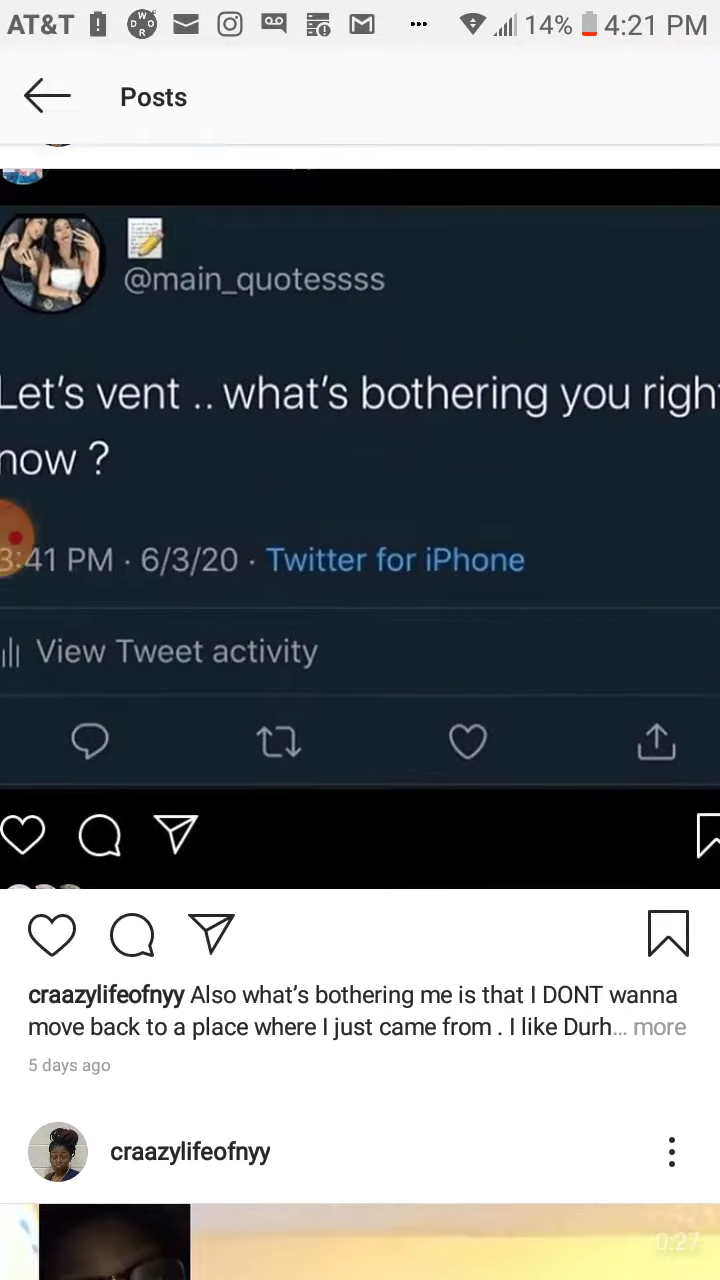 AT&T 14% 4:21 PM
Posts
@main_quotessss
Let's vent .. what's bothering you righ
now ?
3:41 PM · 6/3/20 · Twitter for iPhone
View Tweet activity
craazylifeofnyy Also what's bothering me is that I DONT wanna
move back to a place where I just came from . I like Durh... more
5 days ago
craazylifeofnyy
0:27